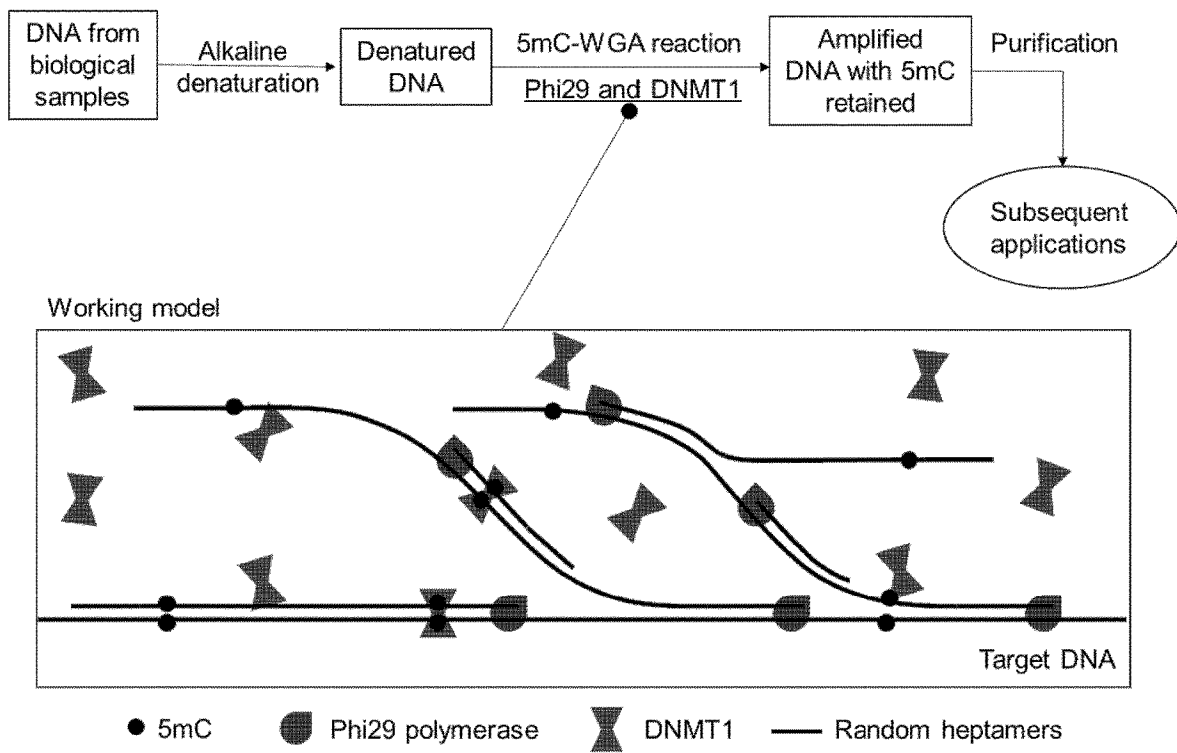 DNA from
biological
samples
Alkaline
denaturation
Denatured
DNA
5mC-WGA reaction
Phi29 and DNMT1
Amplified
DNA with 5mC
retained
Purification
Subsequent
applications
Working model
Target DNA
5mC
Phi29 polymerase
DNMT1
Random heptamers